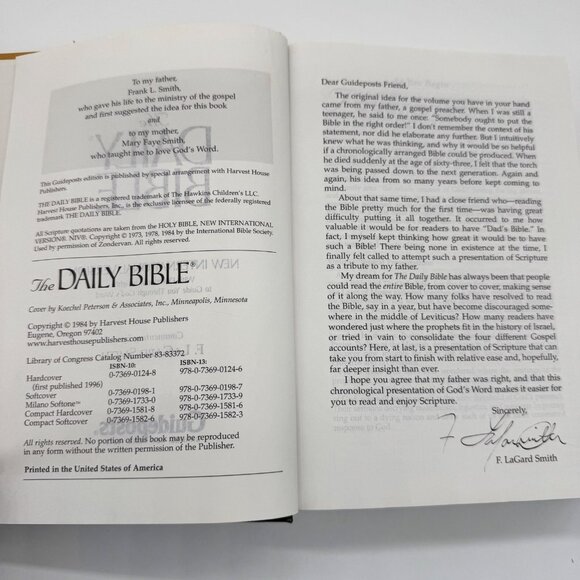 To my father,
Frank L. Smith,
who gave his life to the ministry of the gospel
and first suggested the idea for this book
and
to my mother,
Mary Faye Smith,
who taught me to love God's Word.
This Guideposts edition is published by special arrangement with Harvest House
Publishers.
THE DAILY BIBLE is a registered trademark of The Hawkins Children's LLC.
Harvest House Publishers, Inc., is the exclusive licensee of the federally registered
trademark THE DAILY BIBLE.
All Scripture quotations are taken from the HOLY BIBLE, NEW INTERNATIONAL
VERSION®. NIV®. Copyright © 1973, 1978, 1984 by the International Bible Society.
Used by permission of Zondervan. All rights reserved.
The DAILY BIBLE®
Cover by Koechel Peterson & Associates, Inc., Minneapolis, Minnesota
Copyright © 1984 by Harvest House Publishers
Eugene, Oregon 97402
www.harvesthousepublishers.com
Library of Congress Catalog Number 83-83372
ISBN-10: ISBN-13:
Hardcover 0-7369-0124-8 978-0-7369-0124-6
(first published 1996)
Softcover 0-7369-0198-1 978-0-7369-0198-7
Milano Softone™ 0-7369-1733-0 978-0-7369-1733-9
Compact Hardcover 0-7369-1581-8 978-0-7369-1581-6
Compact Softcover 0-7369-1582-6 978-0-7369-1582-3
All rights reserved. No portion of this book may be reproduced
in any form without the written permission of the Publisher.
Printed in the United States of America
Dear Guideposts Friend,
The original idea for the volume you have in your hand
came from my father, a gospel preacher. When I was still a
teenager, he said to me once: "Somebody ought to put the
Bible in the right order!" I don't remember the context of his
statement, nor did he elaborate any further. But I intuitively
knew what he was thinking, and why it would be so helpful
if a chronologically arranged Bible could be produced. When
he died suddenly at the age of sixty-three, I felt that the torch
was being passed down to the next generation. Again and
again, his idea from so many years before kept coming to
mind.
About that same time, I had a close friend who—reading
the Bible pretty much for the first time—was having great
difficulty putting it all together. It occurred to me how
valuable it would be for readers to have "Dad's Bible." In
fact, I myself kept thinking how great it would be to have
such a Bible! There being none in existence at the time, I
finally felt called to attempt such a presentation of Scripture
as a tribute to my father.
My dream for The Daily Bible has always been that people
could read the entire Bible, from cover to cover, making sense
of it along the way. How many folks have resolved to read
the Bible, say in a year, but have become discouraged some-
where in the middle of Leviticus? How many readers have
wondered just where the prophets fit in the history of Israel,
or tried in vain to consolidate the four different Gospel
accounts? Here, at last, is a presentation of Scripture that can
take you from start to finish with relative ease and, hopefully,
far deeper insight than ever.
I hope you agree that my father was right, and that this
chronological presentation of God's Word makes it easier for
you to read and enjoy Scripture.
Sincerely,
F. LaGard Smith
F. LaGard Smith